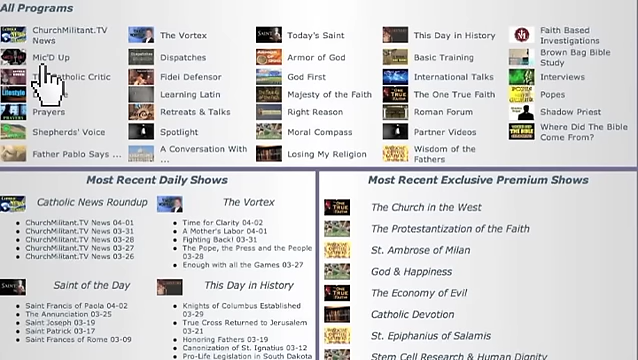 All Programs
ChurchMilitant.TV News
The Vortex
Today's Saint
This Day in History
Faith Based Investigations
Mic'D Up
Dispatches
Armor of God
Basic Training
Brown Bag Bible Study
Catholic Critic
Fidei Defensor
God First
International Talks
Interviews
Learning Latin
Majesty of the Faith
The One True Faith
Popes
Prayers
Retreats & Talks
Right Reason
Roman Forum
Shadow Priest
Shepherds' Voice
Spotlight
Moral Compass
Partner Videos
Where Did The Bible Come From?
Father Pablo Says ...
A Conversation With ...
Losing My Religion
Wisdom of the Fathers
Most Recent Daily Shows
Catholic News Roundup
ChurchMilitant.TV News 04-01
ChurchMilitant.TV News 03-31
ChurchMilitant.TV News 03-28
ChurchMilitant.TV News 03-27
ChurchMilitant.TV News 03-26
The Vortex
Time for Clarity 04-02
A Mother's Labor 04-01
Fighting Back! 03-31
The Pope, the Press and the People 03-28
Enough with all the Games 03-27
Saint of the Day
Saint Francis of Paola 04-02
The Annunciation 03-25
Saint Joseph 03-19
Saint Patrick 03-17
Saint Frances of Rome 03-09
This Day in History
Knights of Columbus Established 03-29
True Cross Returned to Jerusalem 03-21
Honoring Fathers 03-19
Canonization of St. Ignatius 03-12
Pro-Life Legislation in South Dakota
Most Recent Exclusive Premium Shows
The Church in the West
The Protestantization of the Faith
St. Ambrose of Milan
God & Happiness
The Economy of Evil
Catholic Devotion
St. Epiphanius of Salamis
Stem Cell Research & Human Dignity